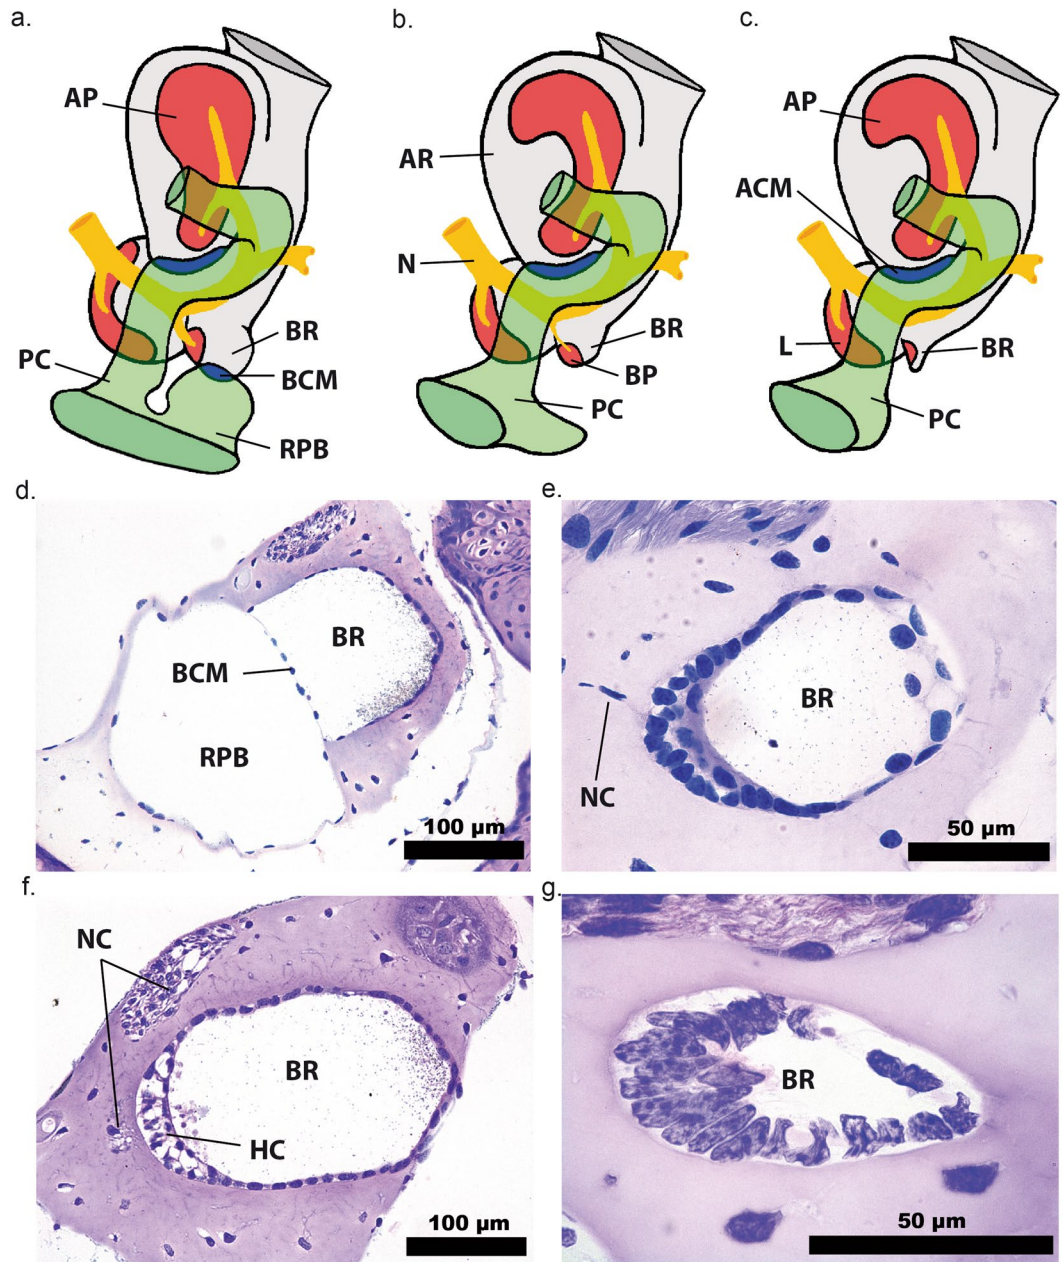 a.
b.
c.
AP
AR
N
AP
ACM
BR
PC
BCM
RPB
BR
BP
PC
L
BR
PC
d.
e.
BR
BCM
RPB
100 µm
BR
NC
50 µm
f.
g.
NC
BR
HC
100 µm
BR
50 µm